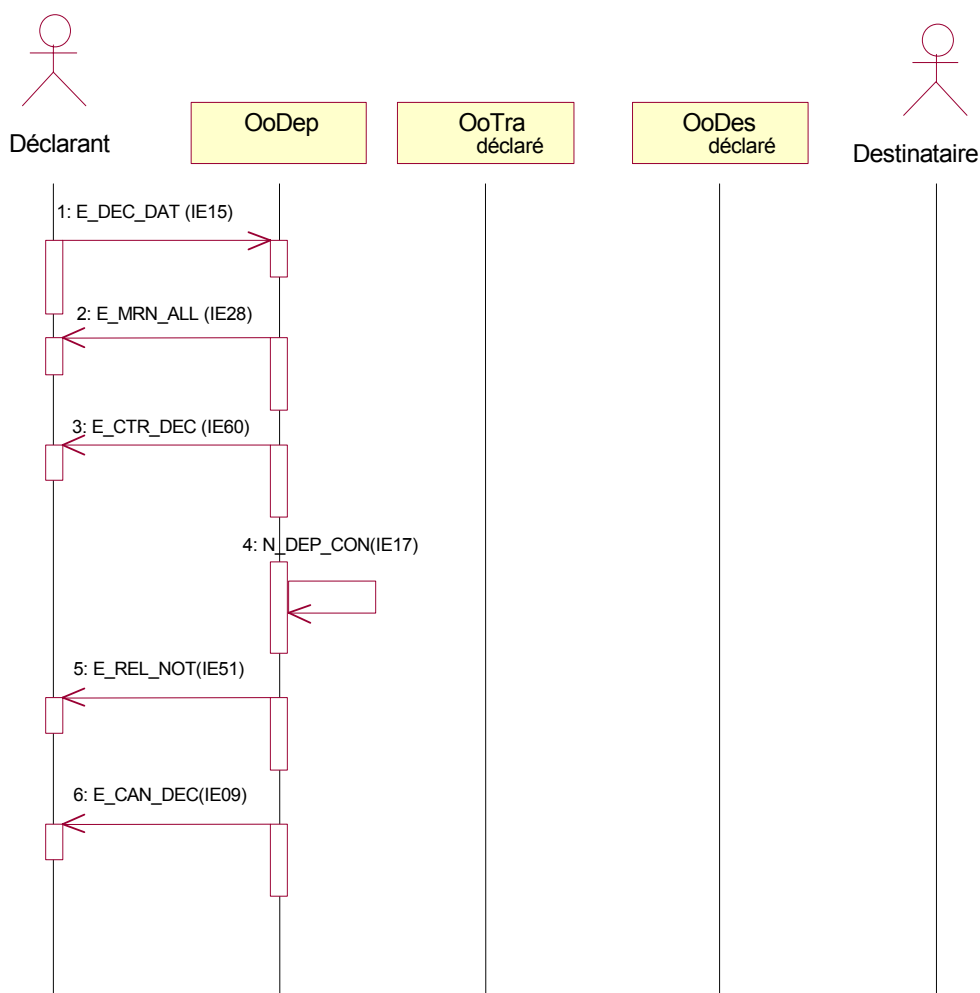 Déclarant
OoDep
OoTra
déclaré
OoDes
déclaré
Destinataire
1: E_DEC_DAT (IE15)
2: E_MRN_ALL (IE28)
3: E_CTR_DEC (IE60)
4: N_DEP_CON(IE17)
5: E_REL_NOT(IE51)
6: E_CAN_DEC(IE09)